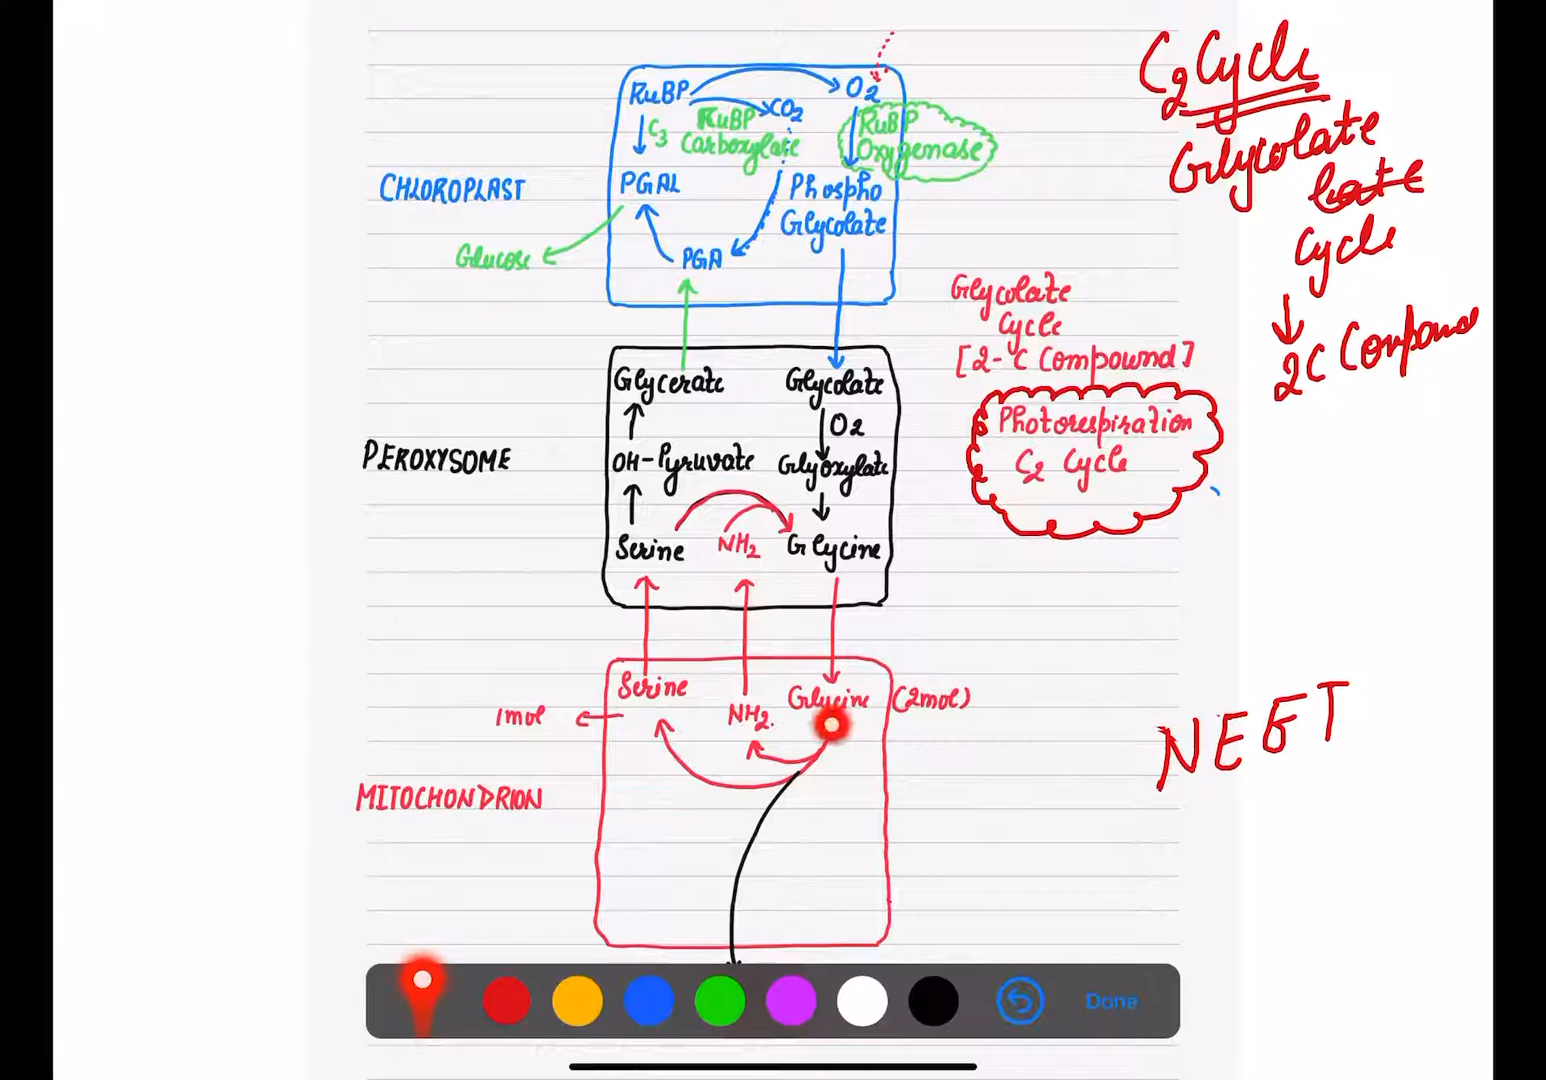 C2 Cycle
Glycolate
late
Cycle
2C Compound
RuBP
O2
CO2
C3
RuBP
Carboxylate
RuBP
Oxygenase
CHLOROPLAST
PGAL
Phospho
Glycolate
Glucose
PGA
Glycolate
Cycle
[2-C Compound]
Glycerate
Glycolate
O2
Photorespiration
C2 Cycle
PEROXYSOME
OH-Pyruvate
Glyoxylate
Serine
NH2
Glycine
Serine
NH2.
Glycine (2mol)
1mol
MITOCHONDRION
NEET
Done